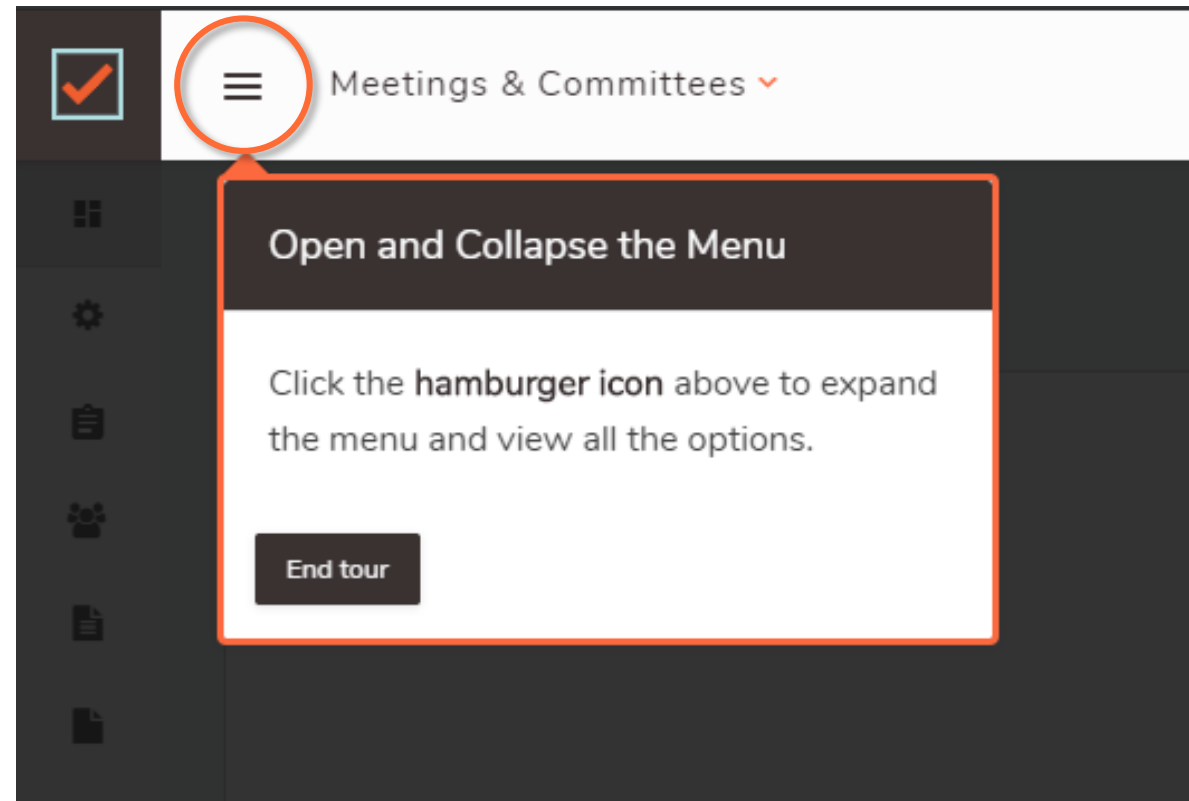 Meetings & Committees
Open and Collapse the Menu
Click the hamburger icon above to expand
the menu and view all the options.
End tour